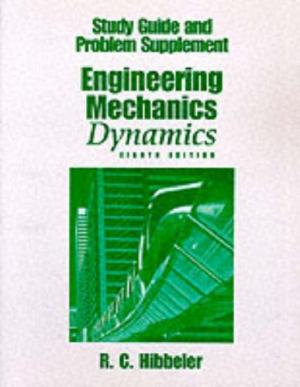 Study Guide and
Problem Supplement
Engineering
Mechanics
Dynamics
EIGHTH EDITION
R. C. Hibbeler